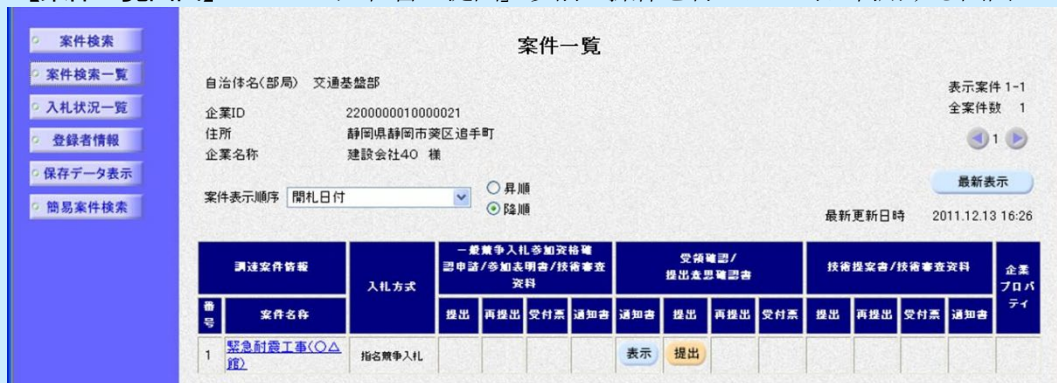 案件検索
案件検索一覧
入札状況一覧
登録者情報
保存データ表示
簡易案件検索
案件一覧
自治体名(部局) 交通基盤部
表示案件 1-1
全案件数 1
企業ID 2200000010000021
住所 静岡県静岡市葵区追手町
企業名称 建設会社40 様
1
案件表示順序 開札日付
昇順
降順
最新表示
最新更新日時 2011.12.13 16:26
調達案件情報
入札方式
一般競争入札参加資格確
認申請/参加表明書/技術審査
資料
受領確認/
提出意思確認書
技術提案書/技術審査資料
企業
プロパ
ティ
番号 案件名称 提出 再提出 受付票 通知書 通知書 提出 再提出 受付票 提出 再提出 受付票 通知書
1 緊急耐震工事(○△
館) 指名競争入札 表示 提出